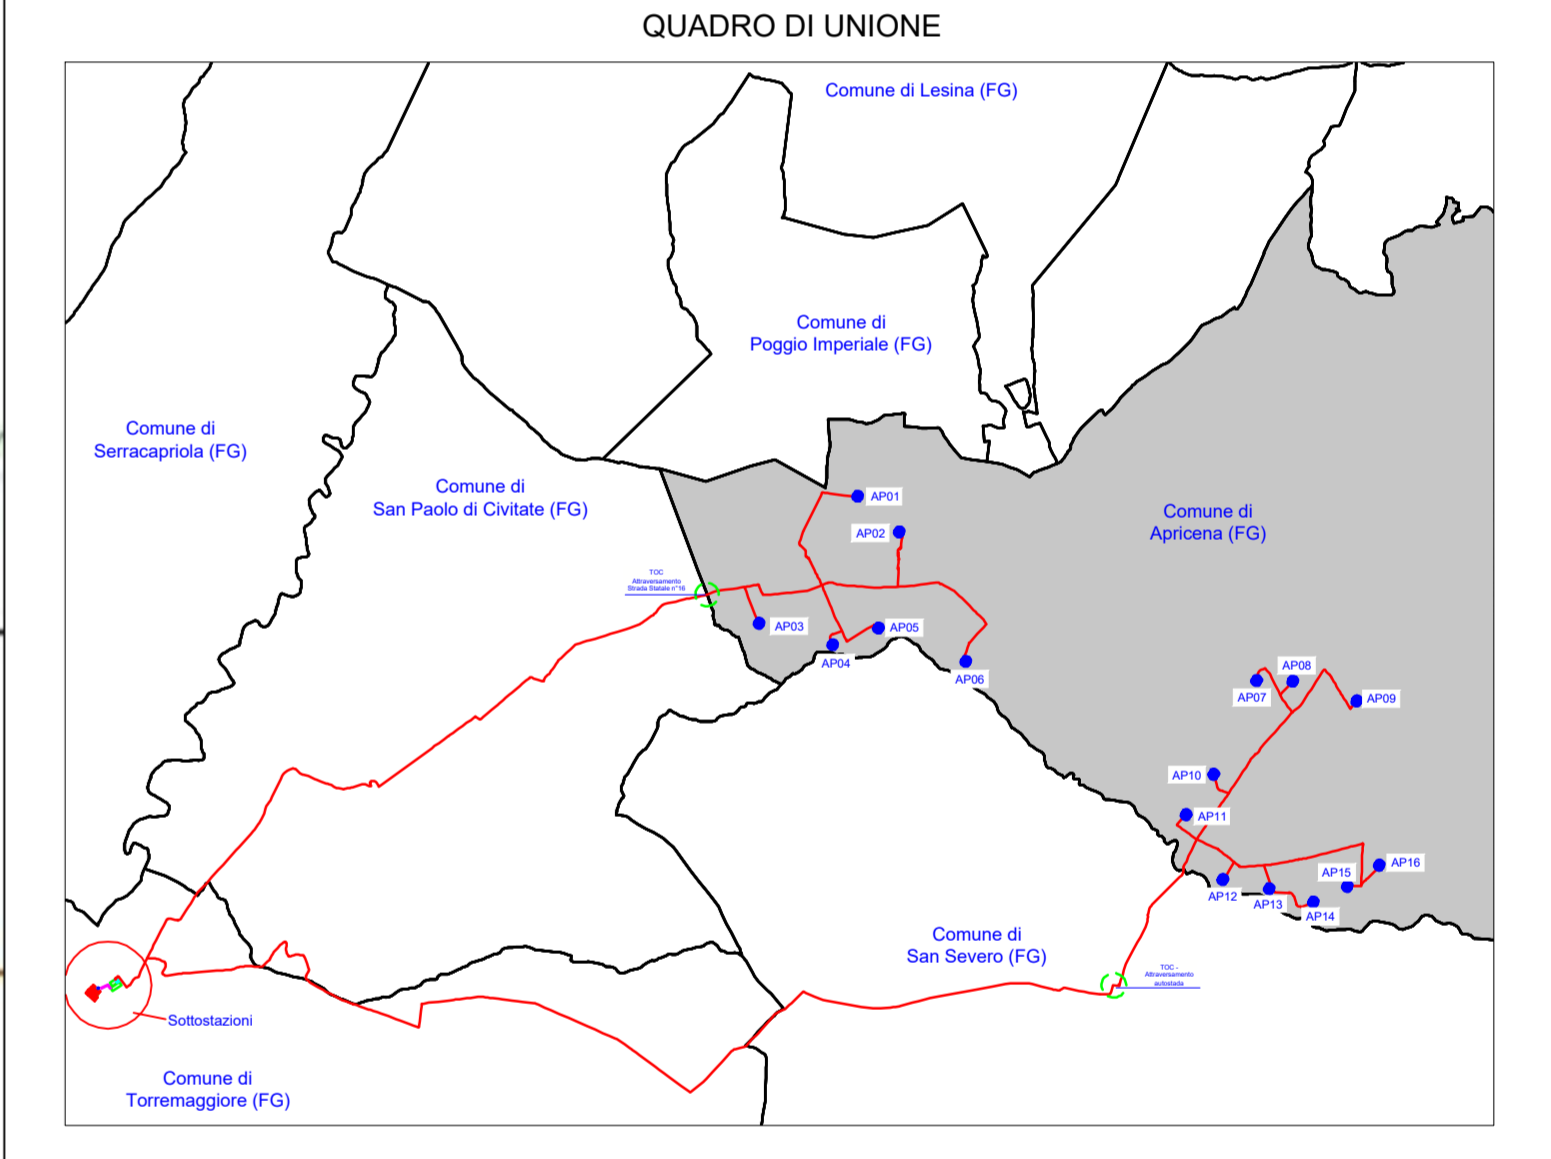 QUADRO DI UNIONE
Comune di Lesina (FG)
Comune di
Poggio Imperiale (FG)
Comune di
Serracapriola (FG)
Comune di
San Paolo di Civitate (FG)
Comune di
Apricena (FG)
AP01
AP02
TOC
Attraversamento
Strada Statale n°16
AP03
AP05
AP04
AP06
AP08
AP07
AP09
AP10
AP11
AP16
AP15
AP12
AP13
AP14
Comune di
San Severo (FG)
TOC -
Attraversamento
autostada
Sottostazioni
Comune di
Torremaggiore (FG)